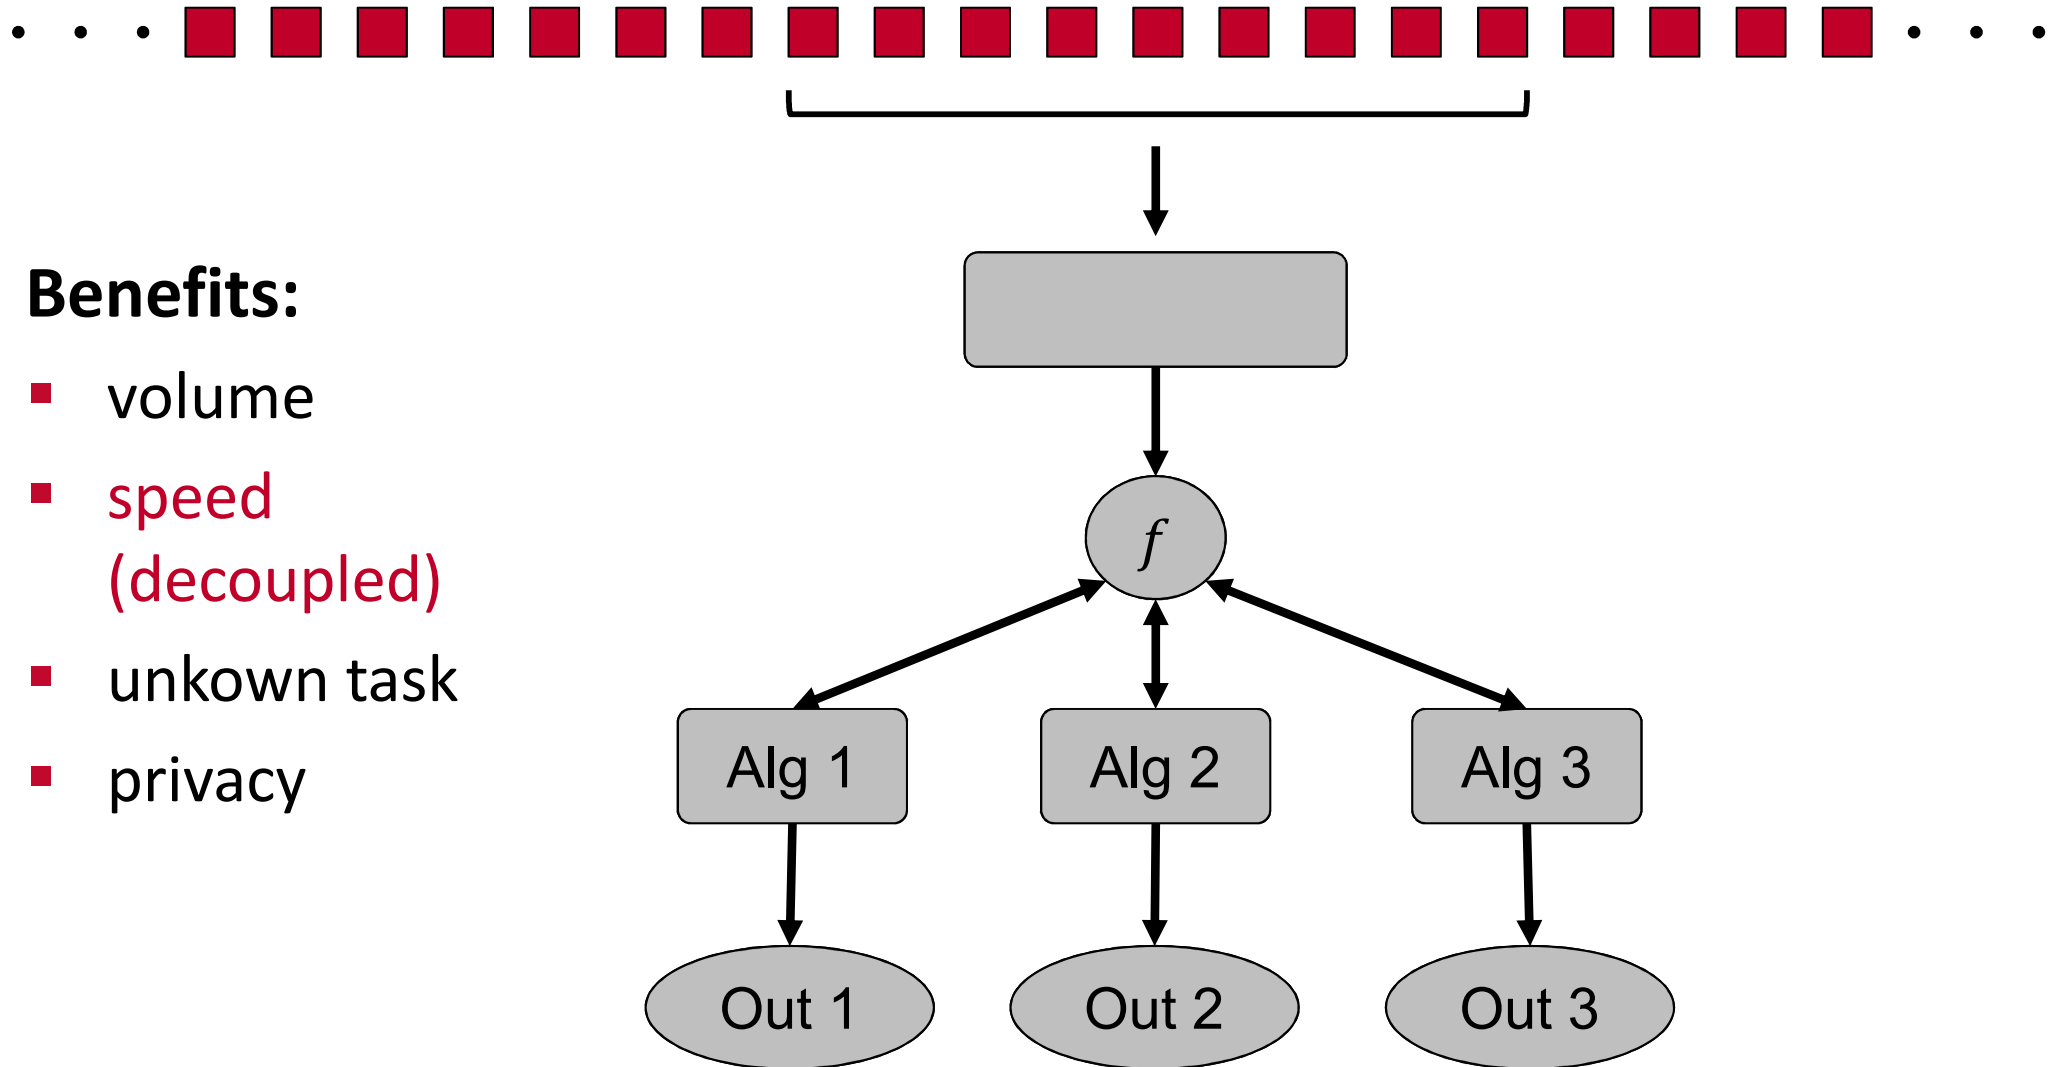 Benefits:
▪ volume
▪ speed
(decoupled)
▪ unkown task
▪ privacy
f
Alg 1 Alg 2 Alg 3
Out 1 Out 2 Out 3